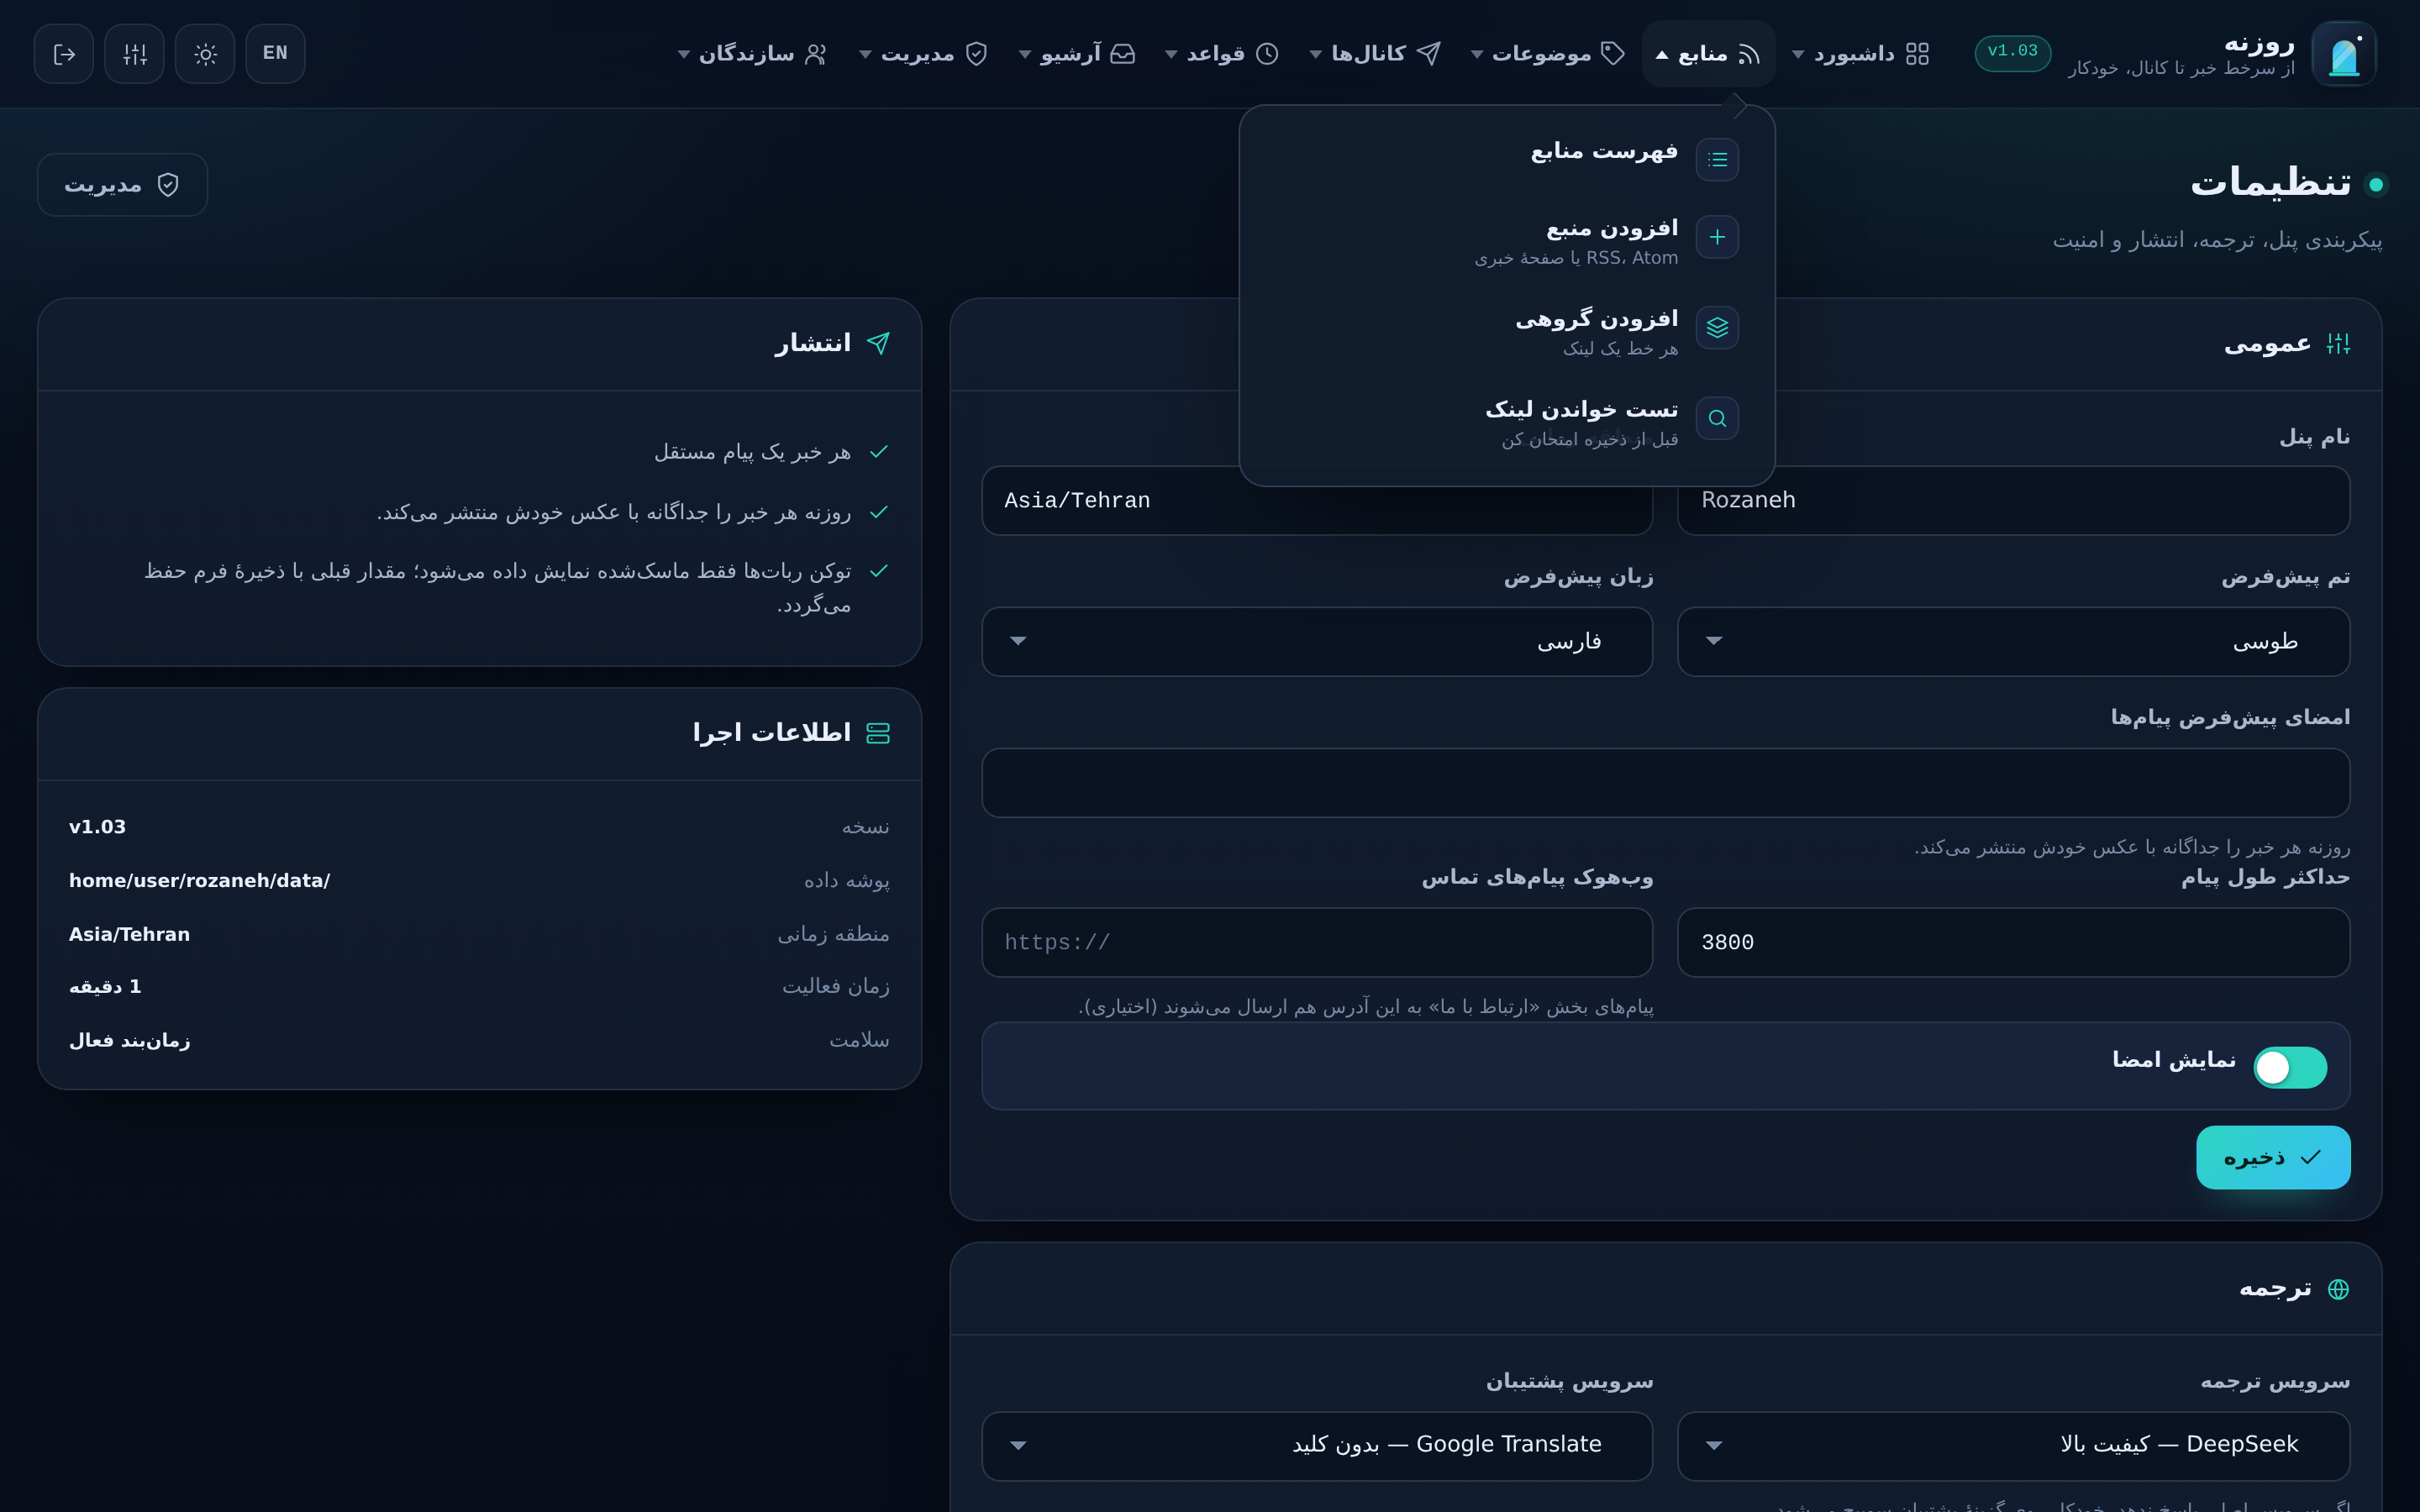 روزنه
از سرخط خبر تا کانال، خودکار
v1.03
داشبورد
منابع
موضوعات
کانال‌ها
قواعد
آرشیو
مدیریت
سازندگان
EN
فهرست منابع
افزودن منبع
RSS، Atom یا صفحهٔ خبری
افزودن گروهی
هر خط یک لینک
تست خواندن لینک
قبل از ذخیره امتحان کن
تنظیمات
پیکربندی پنل، ترجمه، انتشار و امنیت
مدیریت
عمومی
نام پنل
Rozaneh
Asia/Tehran
تم پیش‌فرض
زبان پیش‌فرض
طوسی
فارسی
امضای پیش‌فرض پیام‌ها
روزنه هر خبر را جداگانه با عکس خودش منتشر می‌کند.
حداکثر طول پیام
وب‌هوک پیام‌های تماس
3800
https://
پیام‌های بخش «ارتباط با ما» به این آدرس هم ارسال می‌شوند (اختیاری).
نمایش امضا
ذخیره
ترجمه
سرویس ترجمه
سرویس پشتیبان
DeepSeek — کیفیت بالا
Google Translate — بدون کلید
انتشار
هر خبر یک پیام مستقل
روزنه هر خبر را جداگانه با عکس خودش منتشر می‌کند.
توکن ربات‌ها فقط ماسک‌شده نمایش داده می‌شود؛ مقدار قبلی با ذخیرهٔ فرم حفظ
می‌گردد.
اطلاعات اجرا
نسخه
v1.03
پوشه داده
home/user/rozaneh/data/
منطقه زمانی
Asia/Tehran
زمان فعالیت
1 دقیقه
سلامت
زمان‌بند فعال